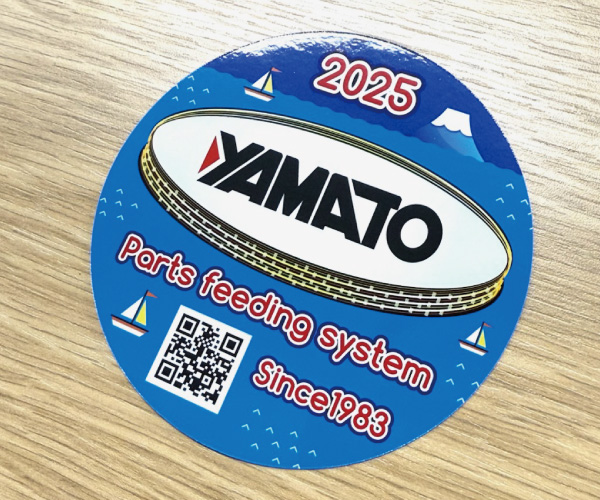 2025
YAMATO
Parts feeding system
Since1983